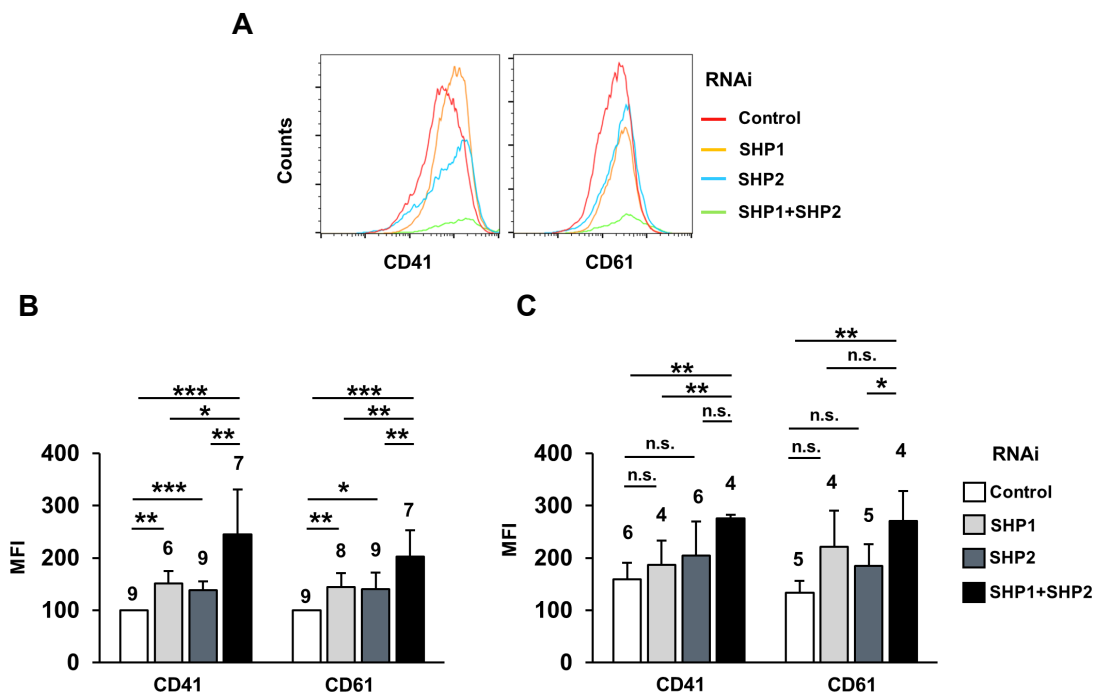 A
RNAi
Control
SHP1
SHP2
SHP1+SHP2
Counts
CD41
CD61
B
***
*
**
***
**
***
**
**
*
**
400
300
200
100
0
MFI
9
6
9
7
9
8
9
7
CD41
CD61
C
**
**
n.s.
n.s.
n.s.
**
n.s.
*
n.s.
n.s.
400
300
200
100
0
MFI
6
4
6
4
5
4
5
4
CD41
CD61
RNAi
Control
SHP1
SHP2
SHP1+SHP2